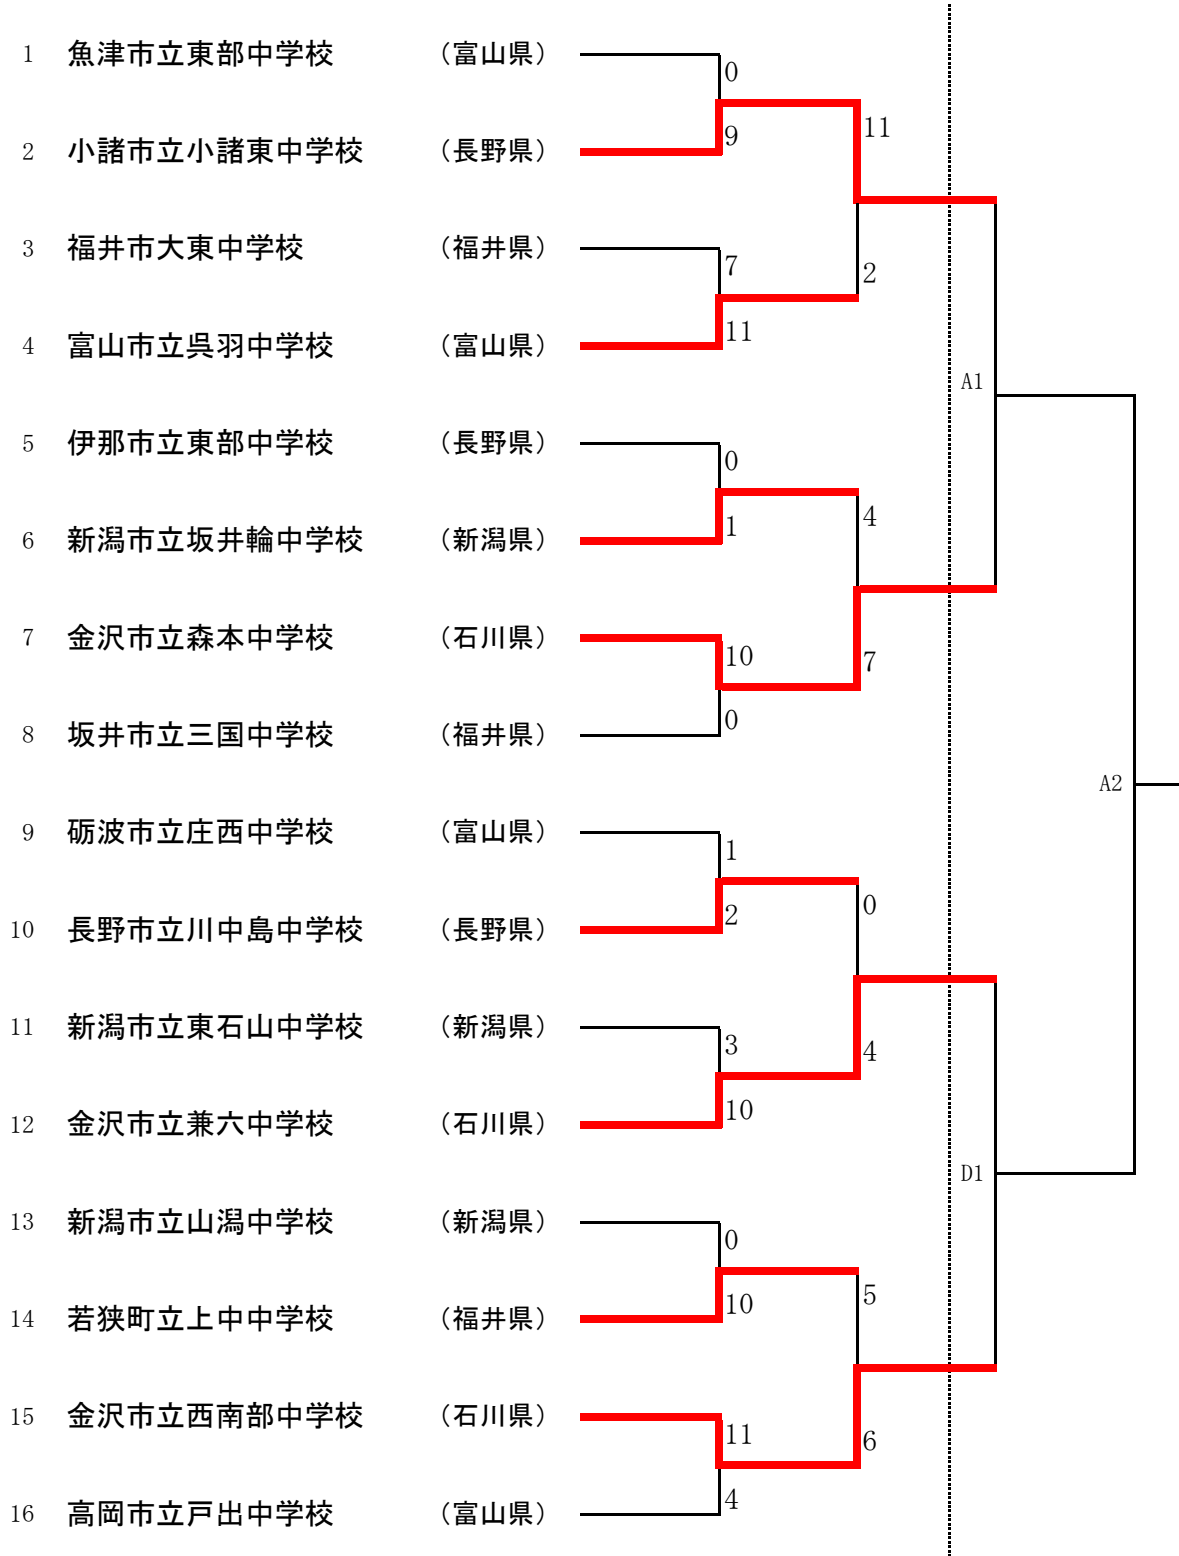 1 魚津市立東部中学校 （富山県）
0
9
11
2 小諸市立小諸東中学校 （長野県）
3 福井市大東中学校 （福井県）
7
2
11
4 富山市立呉羽中学校 （富山県）
A1
5 伊那市立東部中学校 （長野県）
0
4
1
6 新潟市立坂井輪中学校 （新潟県）
7 金沢市立森本中学校 （石川県）
10
7
0
8 坂井市立三国中学校 （福井県）
A2
9 砺波市立庄西中学校 （富山県）
1
0
2
10 長野市立川中島中学校 （長野県）
11 新潟市立東石山中学校 （新潟県）
3
4
10
12 金沢市立兼六中学校 （石川県）
D1
13 新潟市立山潟中学校 （新潟県）
0
5
10
14 若狭町立上中中学校 （福井県）
15 金沢市立西南部中学校 （石川県）
11
6
4
16 高岡市立戸出中学校 （富山県）